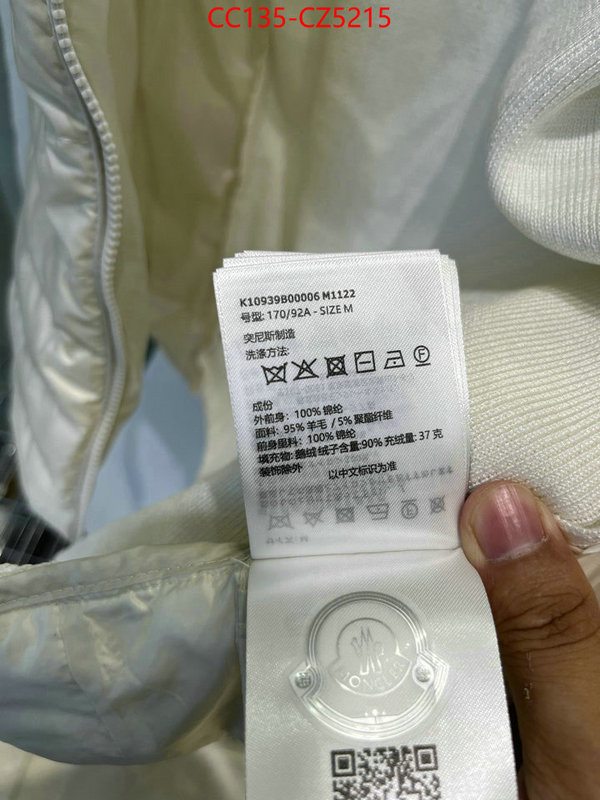 CC135-CZ5215
K10939B00006 M1122
号型: 170/92A - SIZE M
突尼斯制造
洗涤方法:
成份
外前身: 100% 锦纶
面料: 95% 羊毛 / 5% 聚酯纤维
前身里料: 100% 锦纶
填充物: 鹅绒 绒子含量: 90% 充绒量: 37 克
装饰除外 以中文标识为准
MONCLER